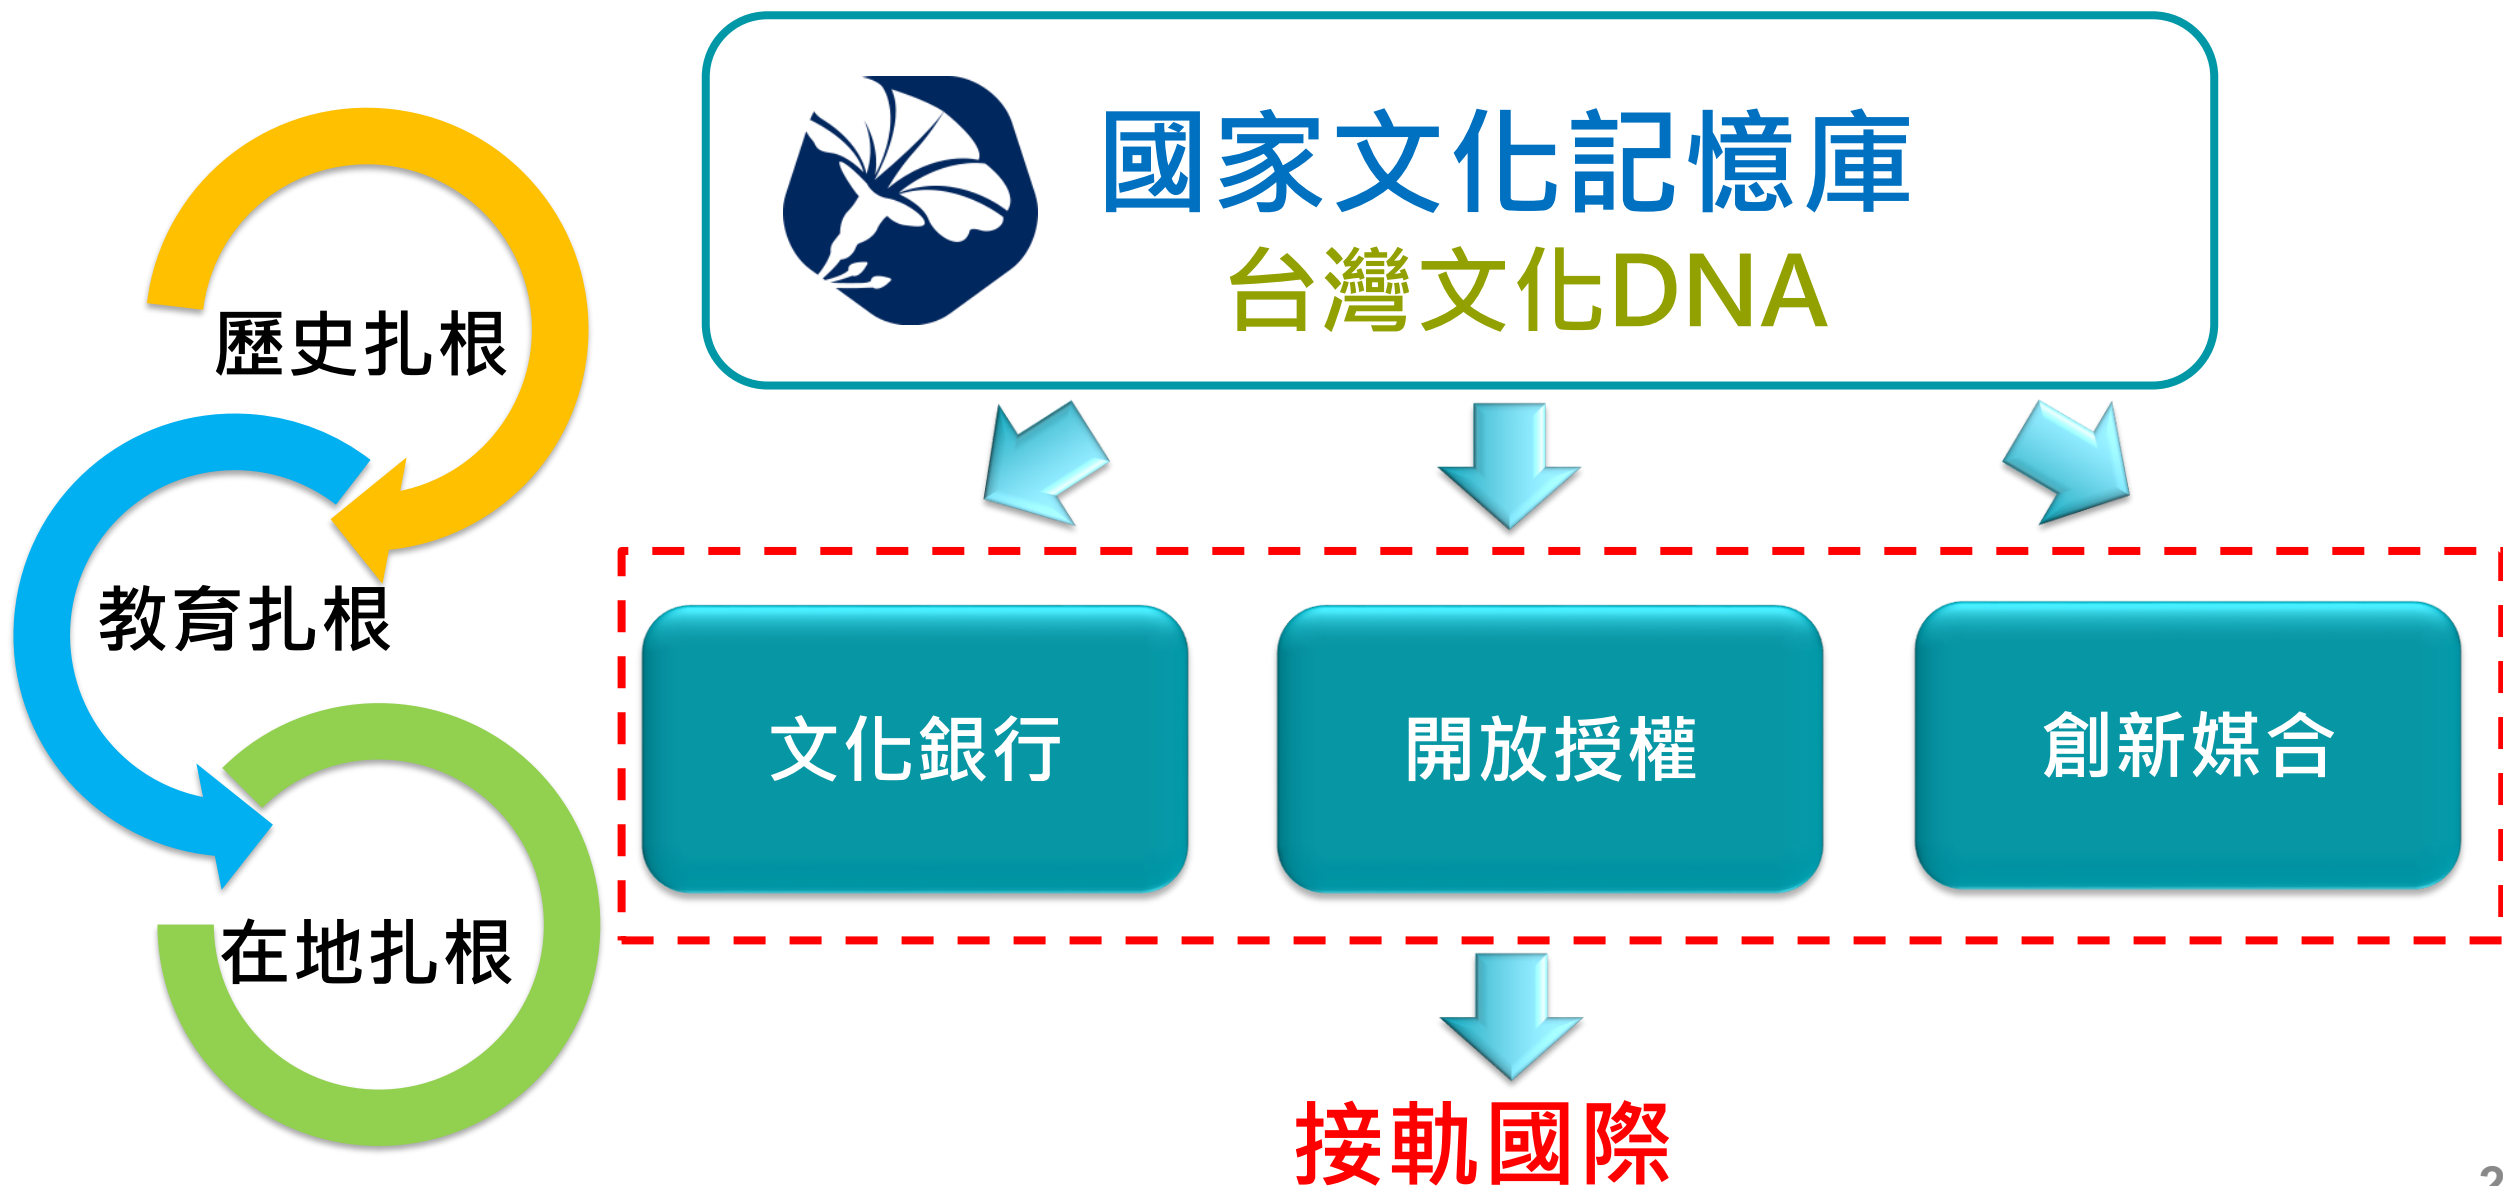 國家文化記憶庫
台灣文化DNA
歷史扎根
教育扎根
在地扎根
文化銀行
開放授權
創新媒合
接軌國際
2